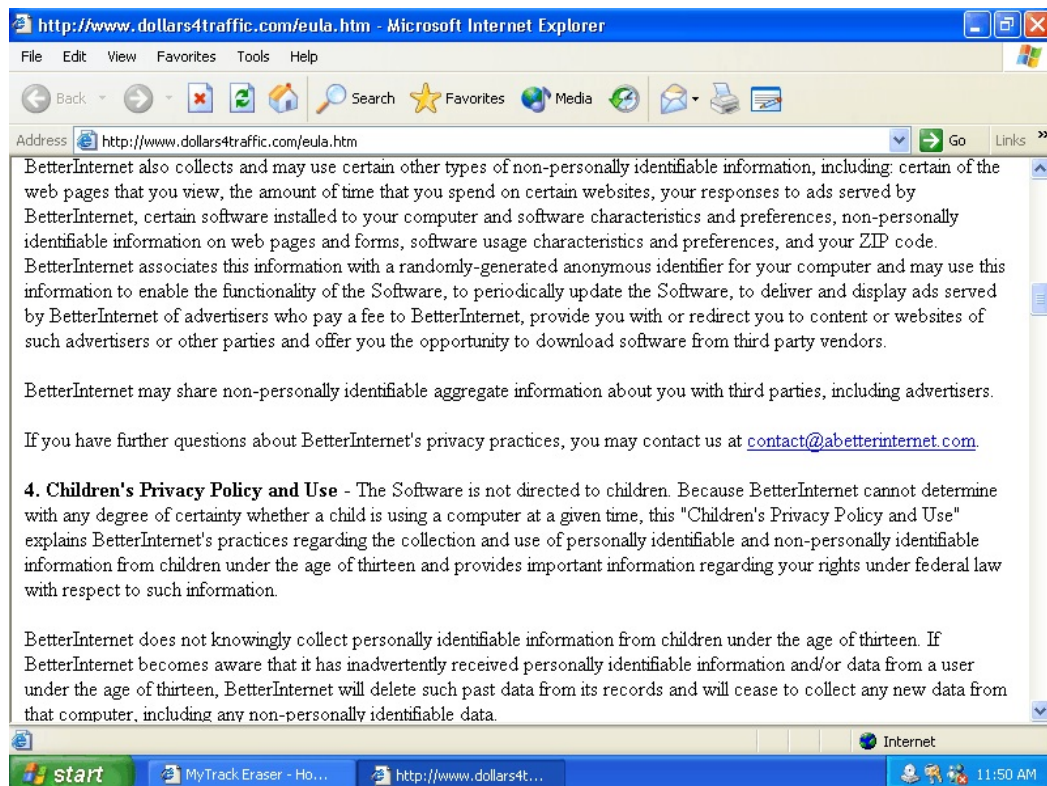 http://www.dollars4traffic.com/eula.htm - Microsoft Internet Explorer
File Edit View Favorites Tools Help
Back Search Favorites Media
Address http://www.dollars4traffic.com/eula.htm Go Links »
BetterInternet also collects and may use certain other types of non-personally identifiable information, including: certain of the
web pages that you view, the amount of time that you spend on certain websites, your responses to ads served by
BetterInternet, certain software installed to your computer and software characteristics and preferences, non-personally
identifiable information on web pages and forms, software usage characteristics and preferences, and your ZIP code.
BetterInternet associates this information with a randomly-generated anonymous identifier for your computer and may use this
information to enable the functionality of the Software, to periodically update the Software, to deliver and display ads served
by BetterInternet of advertisers who pay a fee to BetterInternet, provide you with or redirect you to content or websites of
such advertisers or other parties and offer you the opportunity to download software from third party vendors.
BetterInternet may share non-personally identifiable aggregate information about you with third parties, including advertisers.
If you have further questions about BetterInternet's privacy practices, you may contact us at contact@abetterinternet.com.
4. Children's Privacy Policy and Use - The Software is not directed to children. Because BetterInternet cannot determine
with any degree of certainty whether a child is using a computer at a given time, this "Children's Privacy Policy and Use"
explains BetterInternet's practices regarding the collection and use of personally identifiable and non-personally identifiable
information from children under the age of thirteen and provides important information regarding your rights under federal law
with respect to such information.
BetterInternet does not knowingly collect personally identifiable information from children under the age of thirteen. If
BetterInternet becomes aware that it has inadvertently received personally identifiable information and/or data from a user
under the age of thirteen, BetterInternet will delete such past data from its records and will cease to collect any new data from
that computer, including any non-personally identifiable data.
Internet
start MyTrack Eraser - Ho... http://www.dollars4t... 11:50 AM